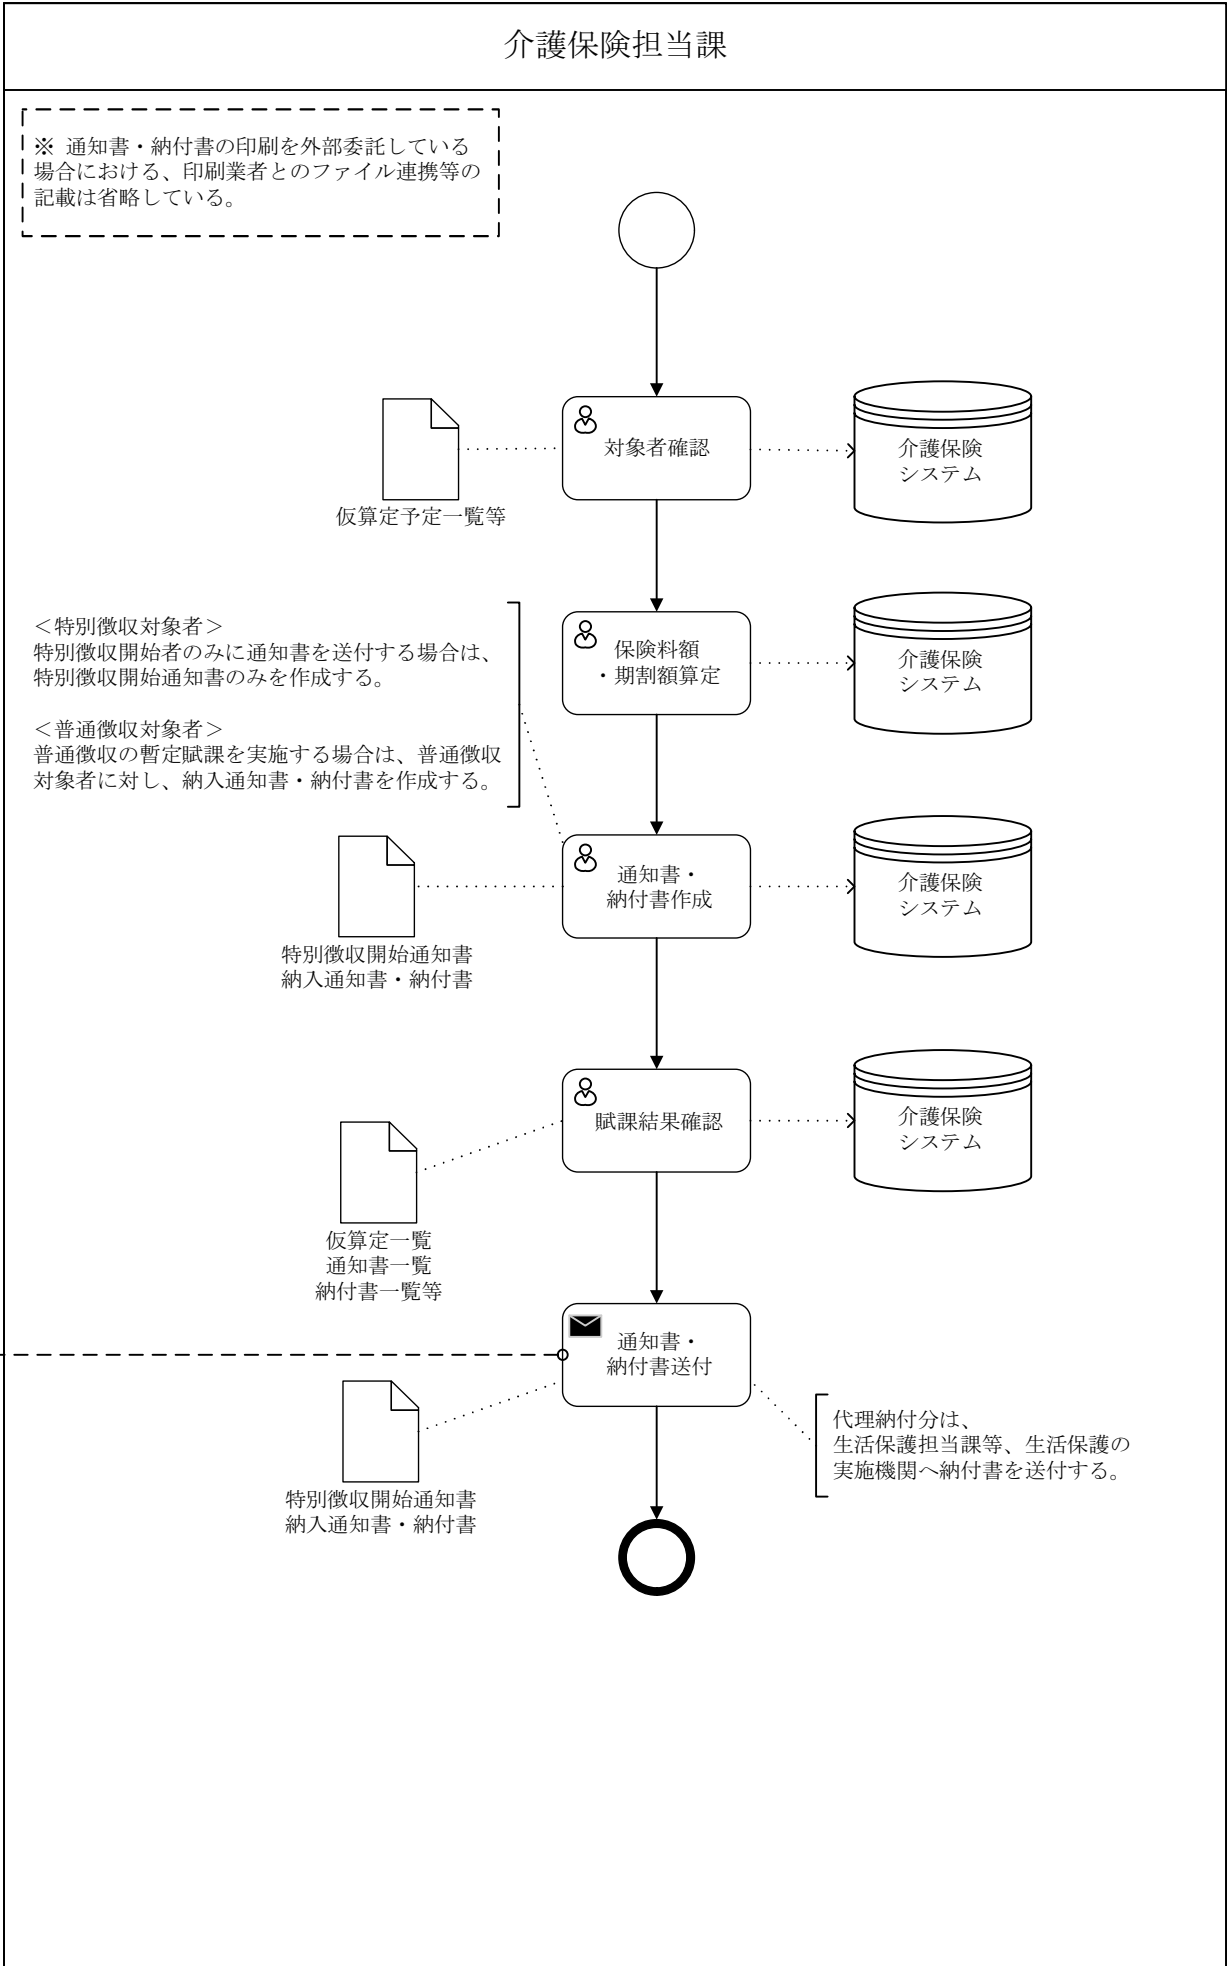 介護保険担当課
※ 通知書・納付書の印刷を外部委託している
場合における、印刷業者とのファイル連携等の
記載は省略している。
対象者確認
介護保険
システム
仮算定予定一覧等
＜特別徴収対象者＞
特別徴収開始者のみに通知書を送付する場合は、
特別徴収開始通知書のみを作成する。
＜普通徴収対象者＞
普通徴収の暫定賦課を実施する場合は、普通徴収
対象者に対し、納入通知書・納付書を作成する。
保険料額
・期割額算定
介護保険
システム
通知書・
納付書作成
介護保険
システム
特別徴収開始通知書
納入通知書・納付書
賦課結果確認
介護保険
システム
仮算定一覧
通知書一覧
納付書一覧等
通知書・
納付書送付
代理納付分は、
生活保護担当課等、生活保護の
実施機関へ納付書を送付する。
特別徴収開始通知書
納入通知書・納付書